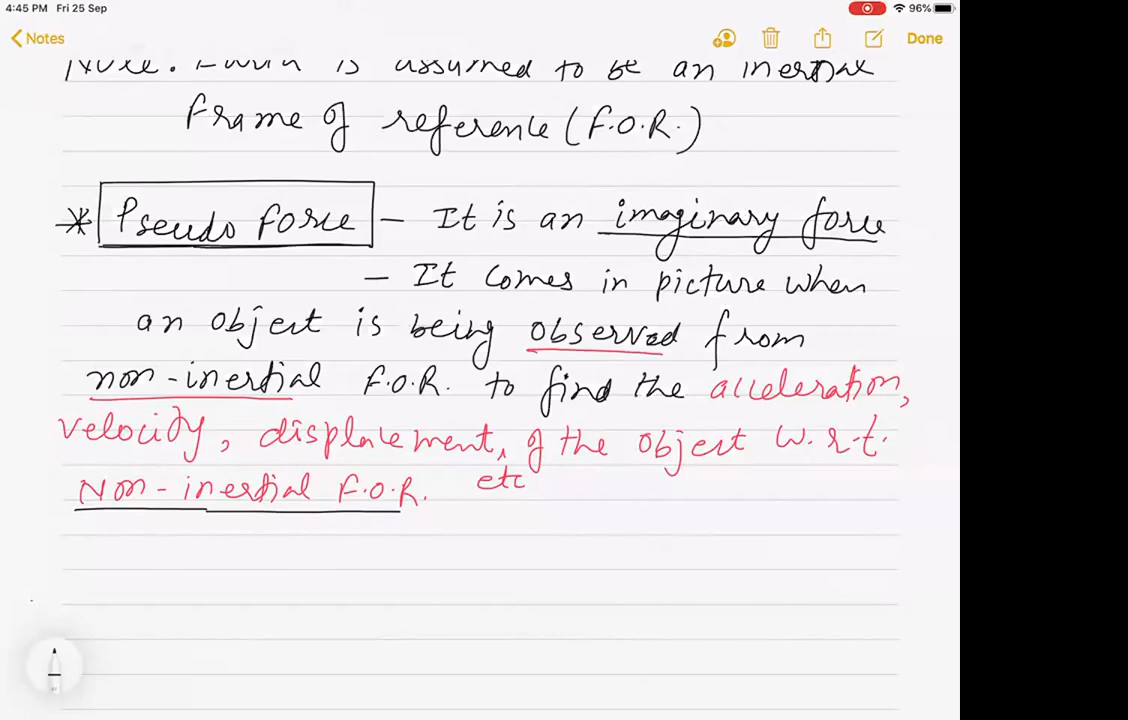 4:45 PM Fri 25 Sep
96%
Notes
Done
Note. Earth is assumed to be an inertial
frame of reference (F.O.R.)
* Pseudo force - It is an imaginary force
- It comes in picture when
an object is being observed from
non-inertial F.O.R. to find the acceleration,
velocity, displacement, of the object w.r.t.
etc
Non-inertial F.O.R.